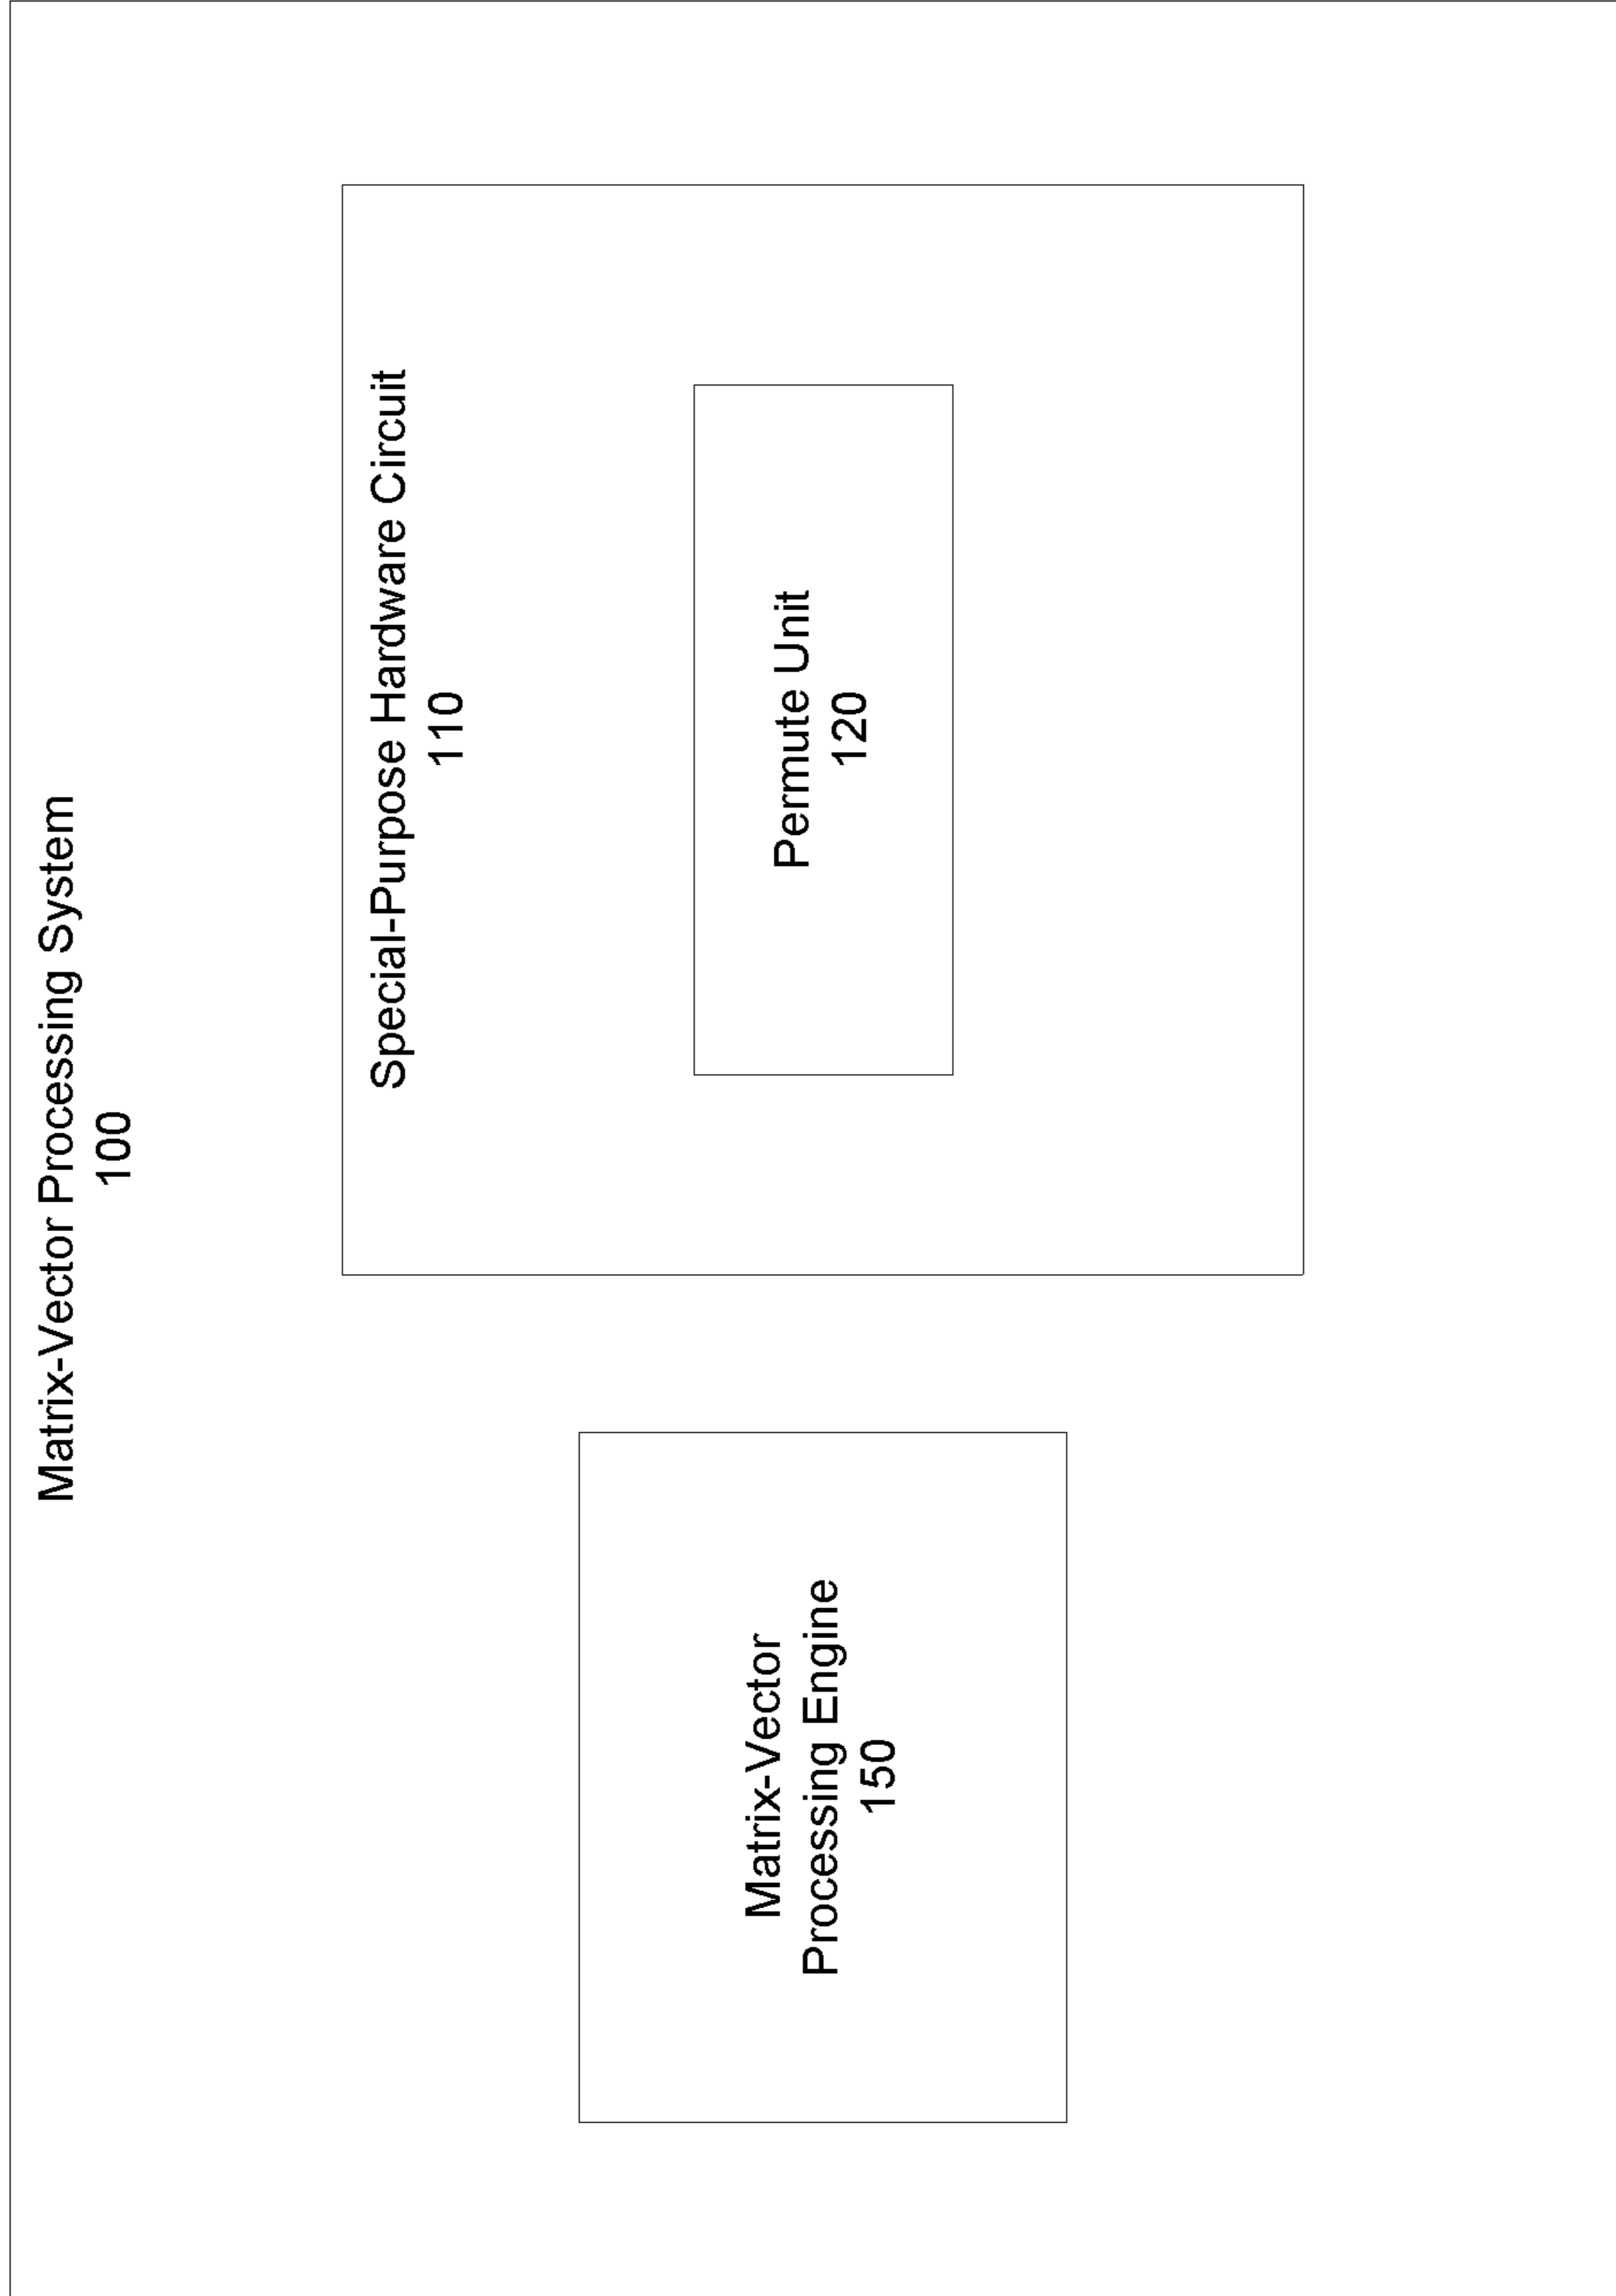 Matrix-Vector Processing System
100
Matrix-Vector
Processing Engine
150
Special-Purpose Hardware Circuit
110
Permute Unit
120